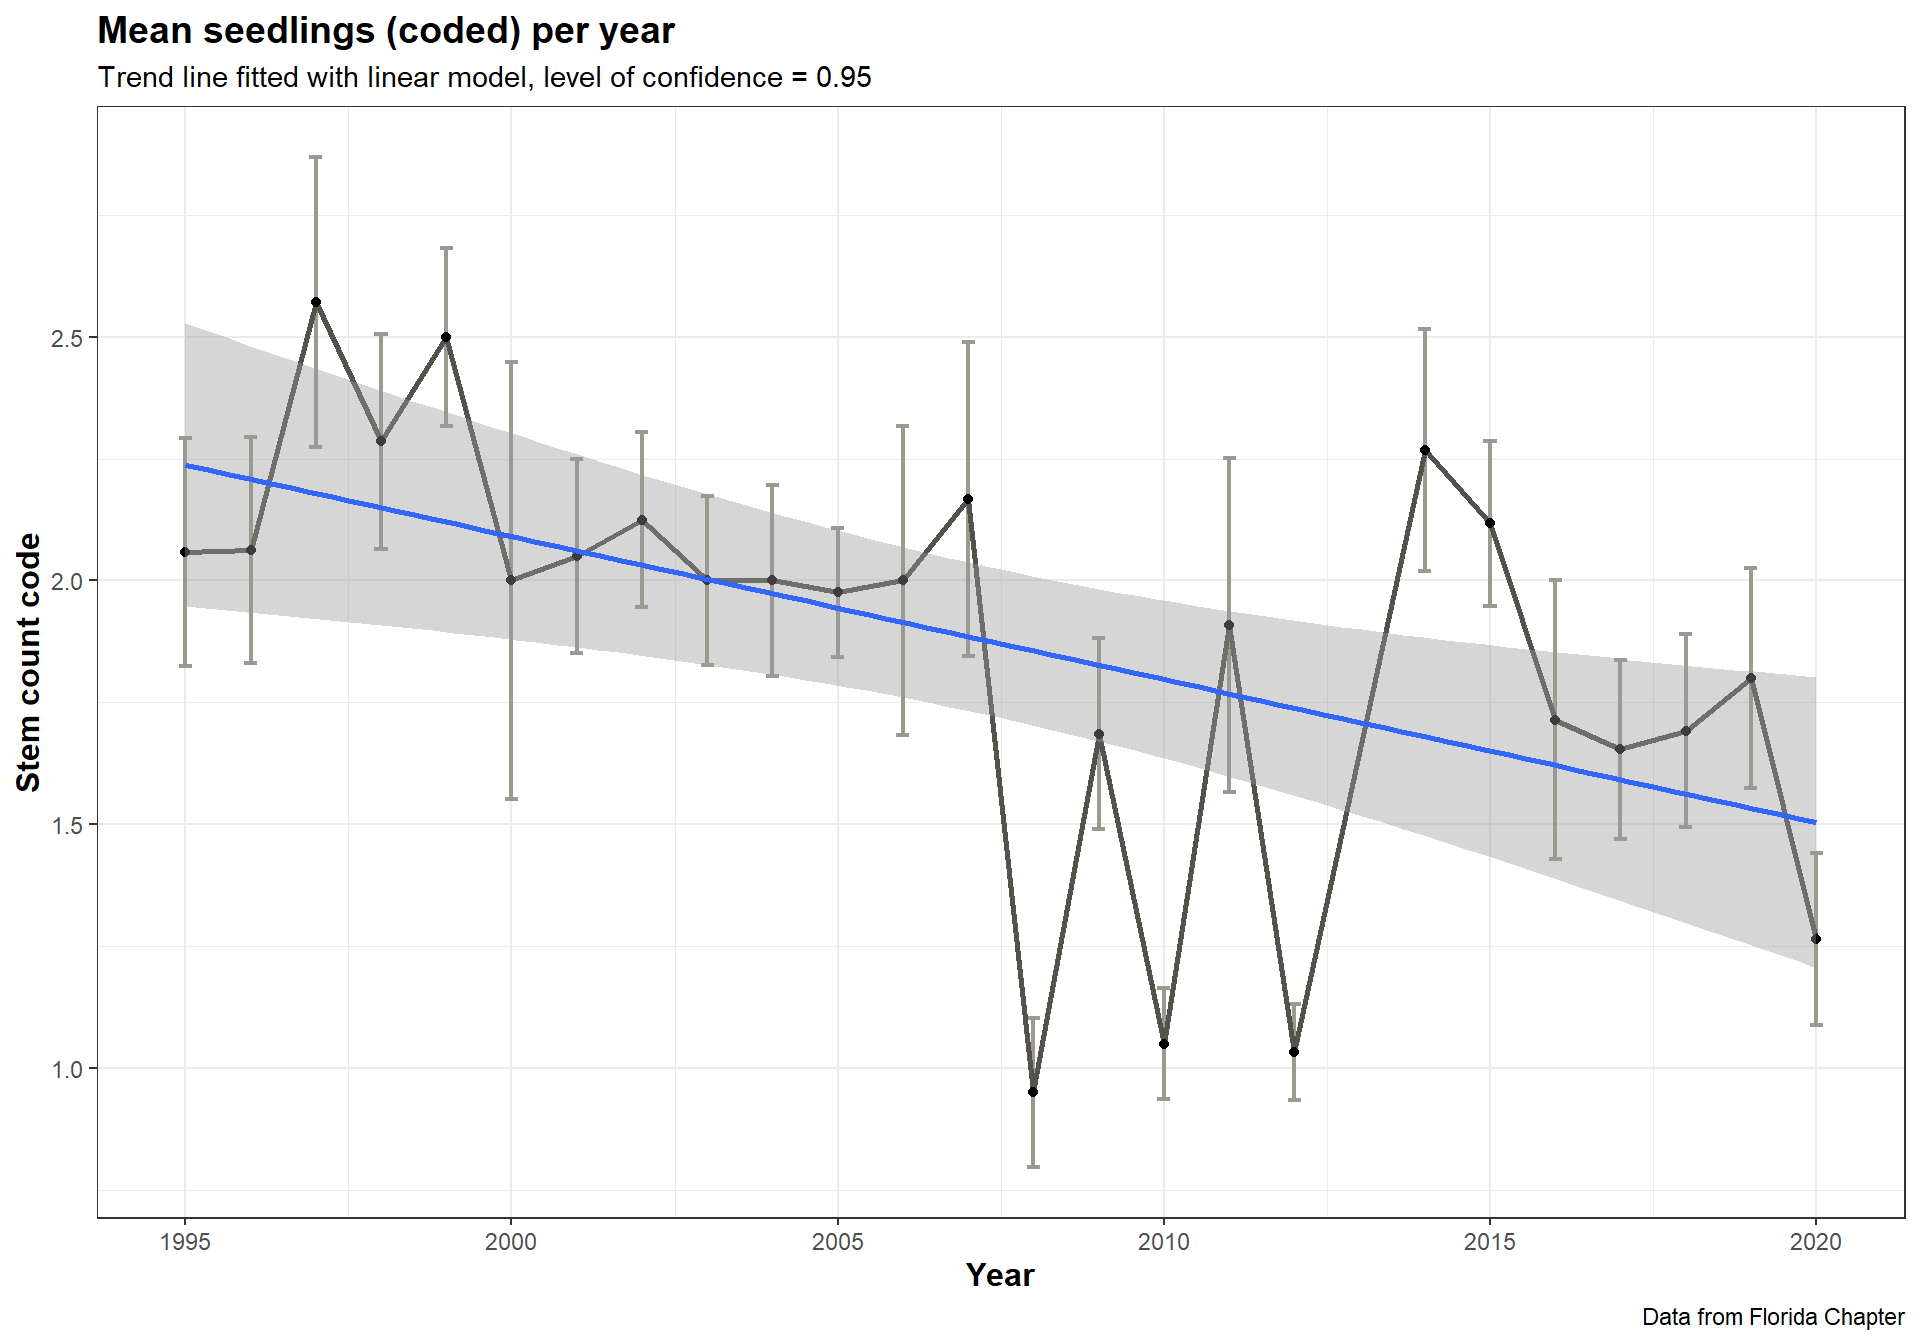 Mean seedlings (coded) per year
Trend line fitted with linear model, level of confidence = 0.95
Stem count code
2.5
2.0
1.5
1.0
1995 2000 2005 2010 2015 2020
Year
Data from Florida Chapter